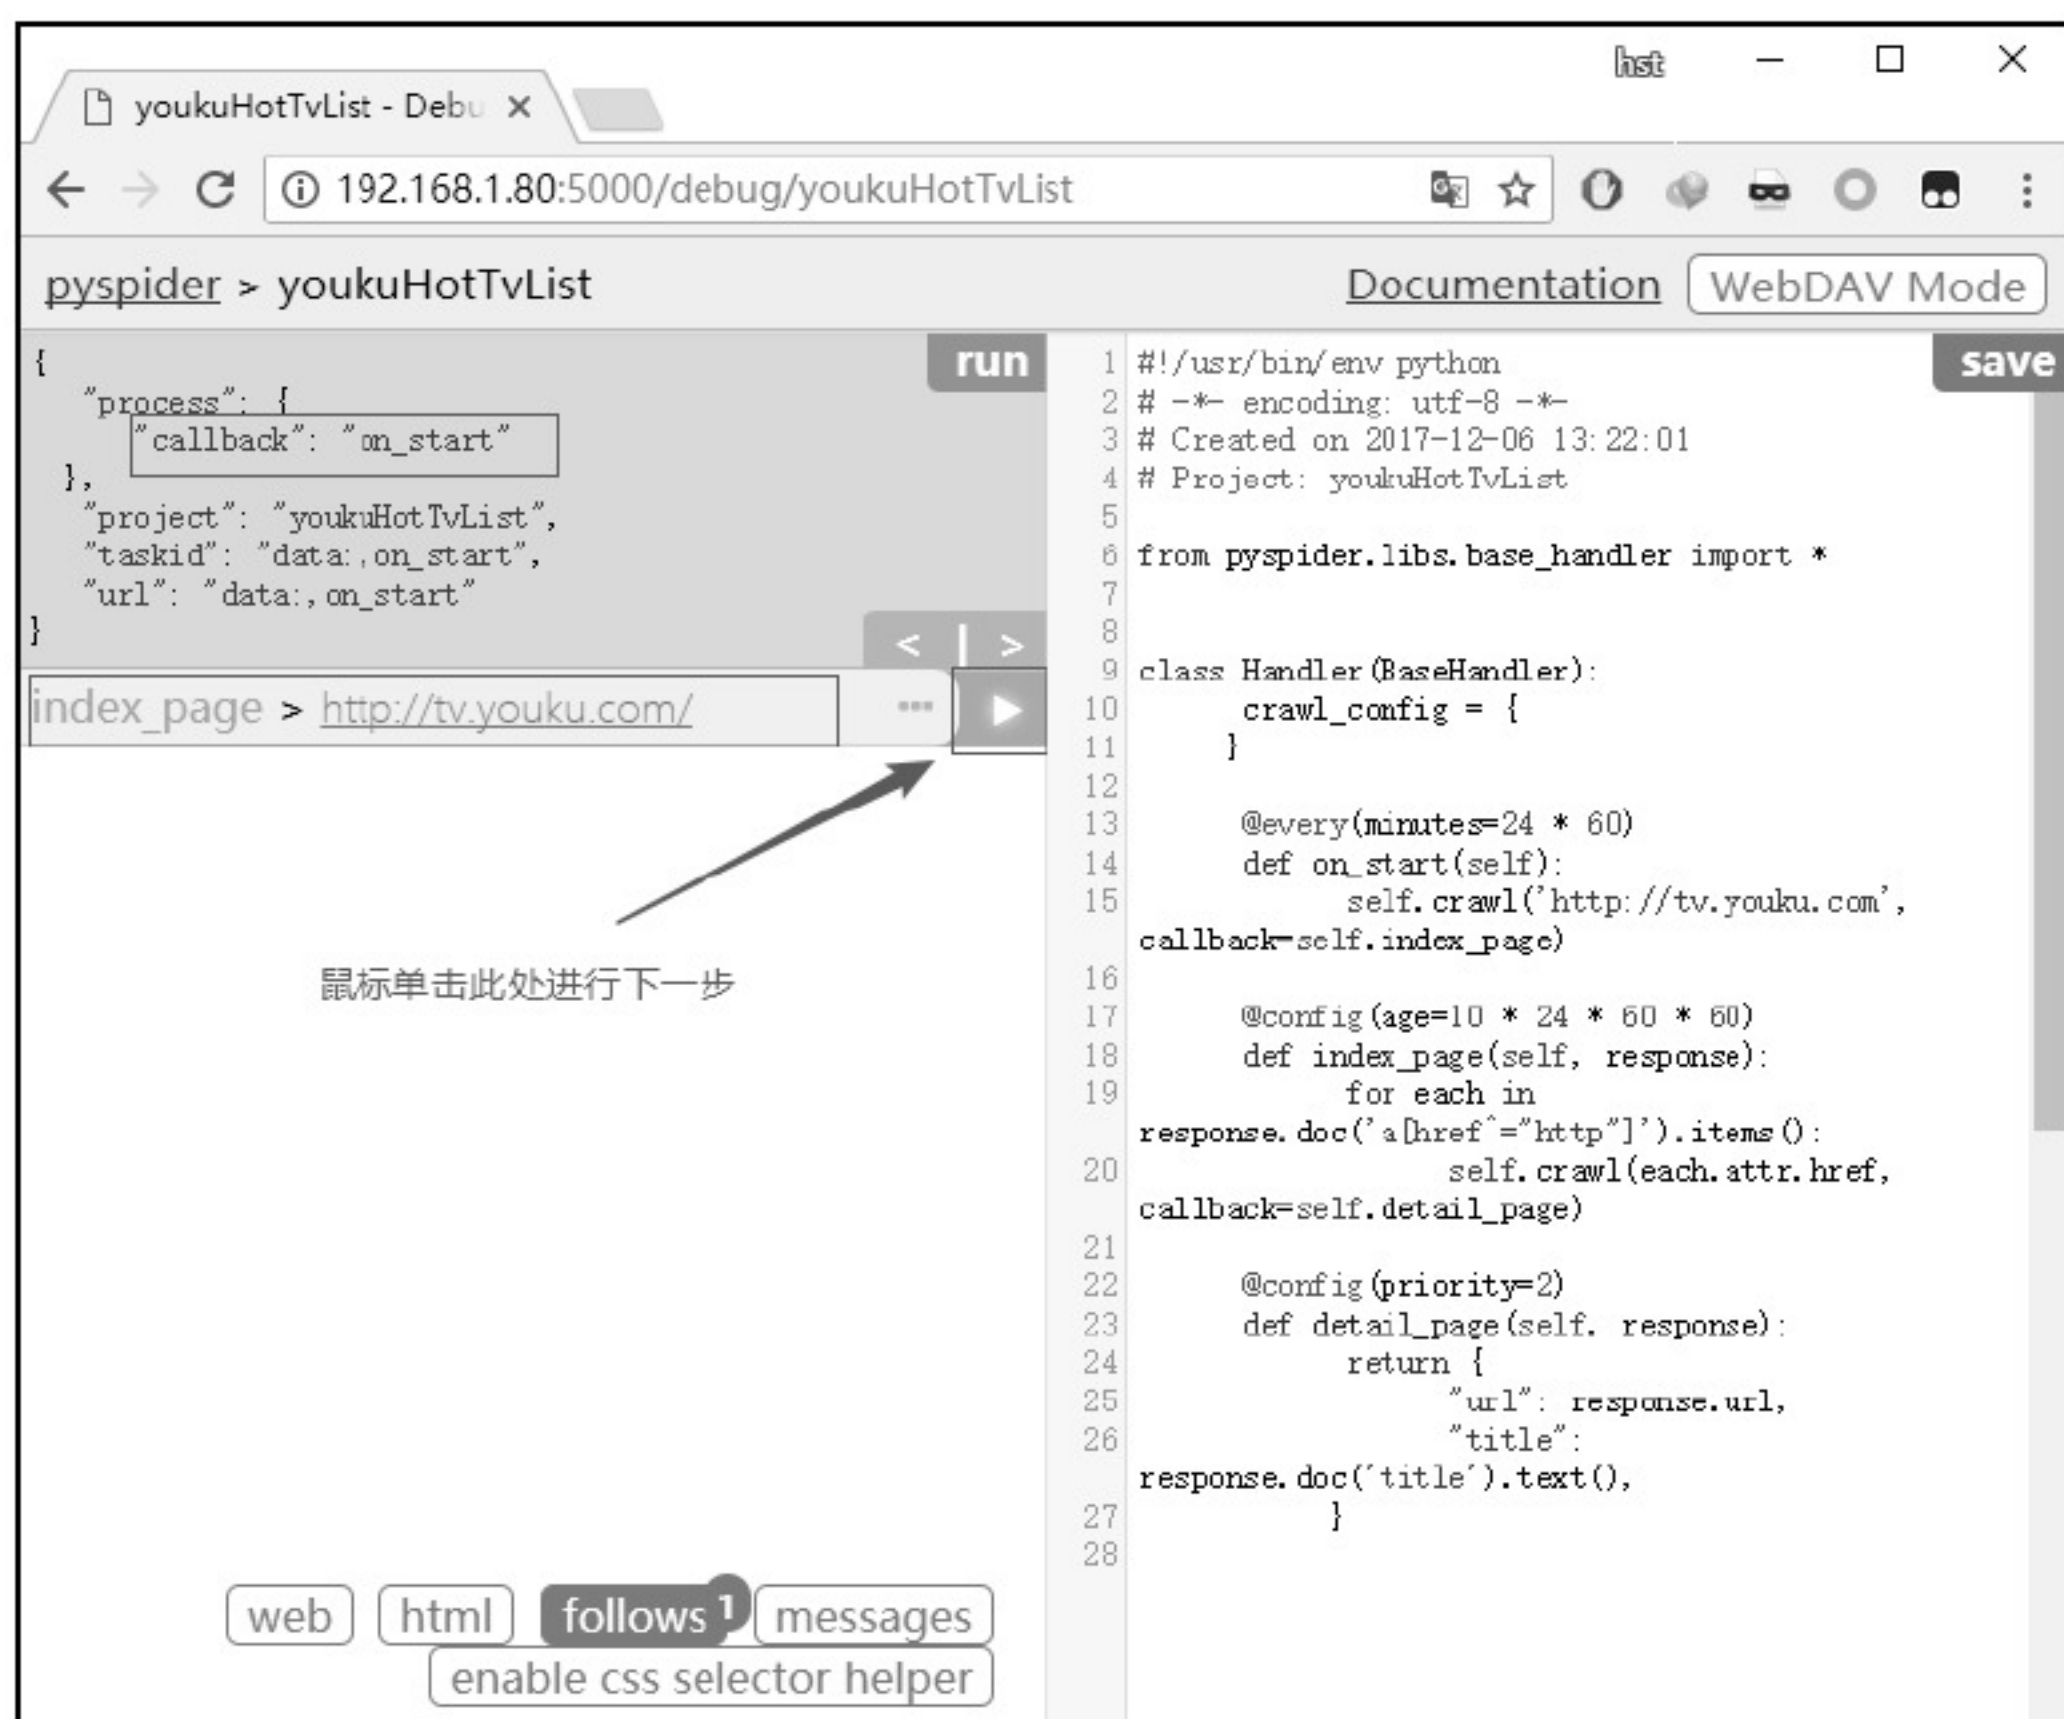 hst
youkuHotTvList - Debu
192.168.1.80:5000/debug/youkuHotTvList
pyspider > youkuHotTvList
Documentation
WebDAV Mode
{
"process": {
"callback": "on_start"
},
"project": "youkuHotTvList",
"taskid": "data:,on_start",
"url": "data:,on_start"
}
run
< | >
index_page > http://tv.youku.com/
鼠标单击此处进行下一步
web
html
follows 1
messages
enable css selector helper
save
1 #!/usr/bin/env python
2 # -*- encoding: utf-8 -*-
3 # Created on 2017-12-06 13:22:01
4 # Project: youkuHotTvList
5
6 from pyspider.libs.base_handler import *
7
8
9 class Handler(BaseHandler):
10 crawl_config = {
11 }
12
13 @every(minutes=24 * 60)
14 def on_start(self):
15 self.crawl('http://tv.youku.com',
callback=self.index_page)
16
17 @config(age=10 * 24 * 60 * 60)
18 def index_page(self, response):
19 for each in
response.doc('a[href^="http"]').items():
20 self.crawl(each.attr.href,
callback=self.detail_page)
21
22 @config(priority=2)
23 def detail_page(self. response):
24 return {
25 "url": response.url,
26 "title":
response.doc('title').text(),
27 }
28